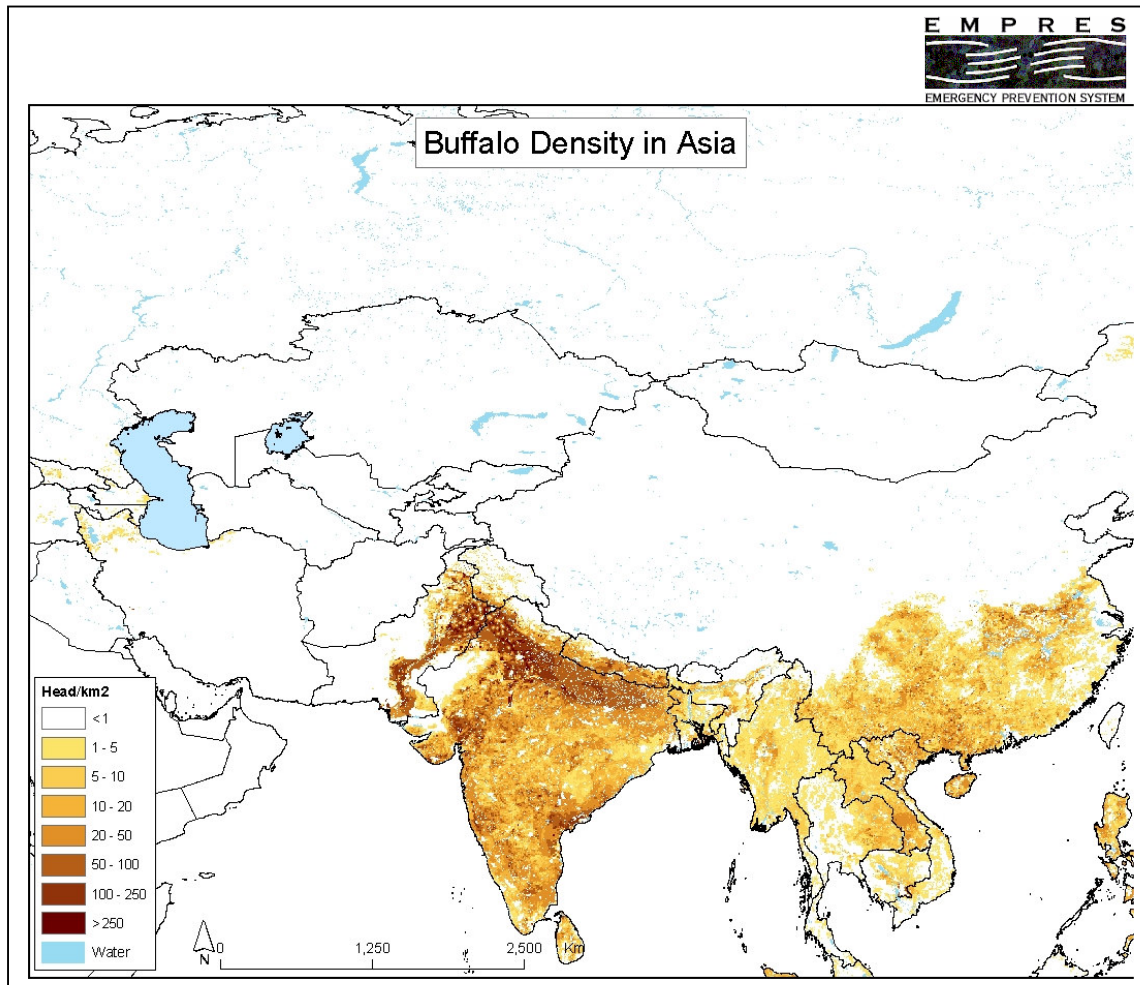 E M P R E S
EMERGENCY PREVENTION SYSTEM
Buffalo Density in Asia
Head/km2
<1
1 - 5
5 - 10
10 - 20
20 - 50
50 - 100
100 - 250
>250
Water
N
0 1,250 2,500 Km